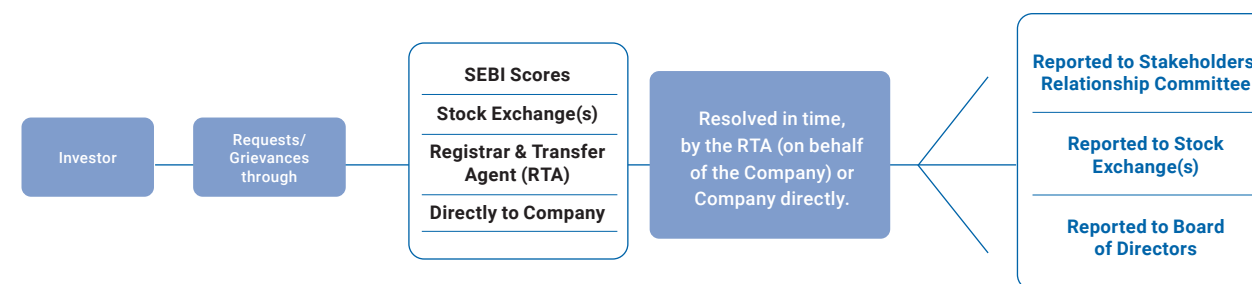 Investor
Requests/
Grievances
through
SEBI Scores
Stock Exchange(s)
Registrar & Transfer
Agent (RTA)
Directly to Company
Resolved in time,
by the RTA (on behalf
of the Company) or
Company directly.
Reported to Stakeholders
Relationship Committee
Reported to Stock
Exchange(s)
Reported to Board
of Directors